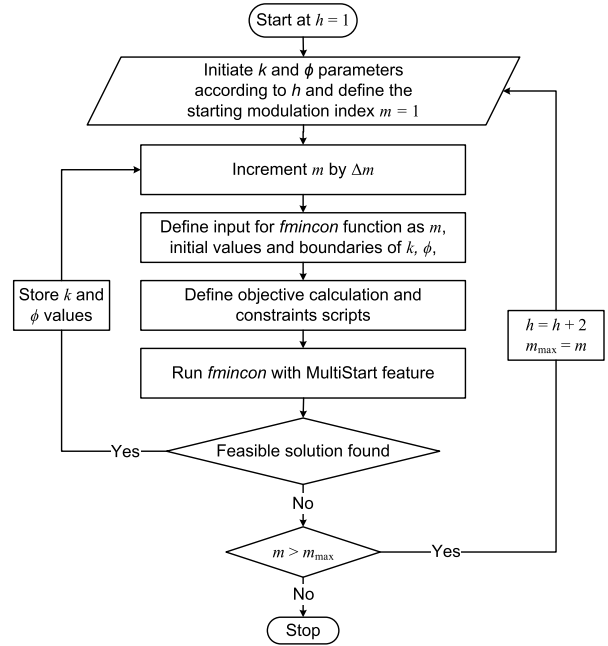 Start at h = 1
Initiate k and ϕ parameters
according to h and define the
starting modulation index m = 1
Increment m by Δm
Define input for fmincon function as m,
initial values and boundaries of k, ϕ,
Store k and
ϕ values
Define objective calculation and
constraints scripts
h = h + 2
m_max = m
Run fmincon with MultiStart feature
Feasible solution found
Yes
No
m > m_max
Yes
No
Stop